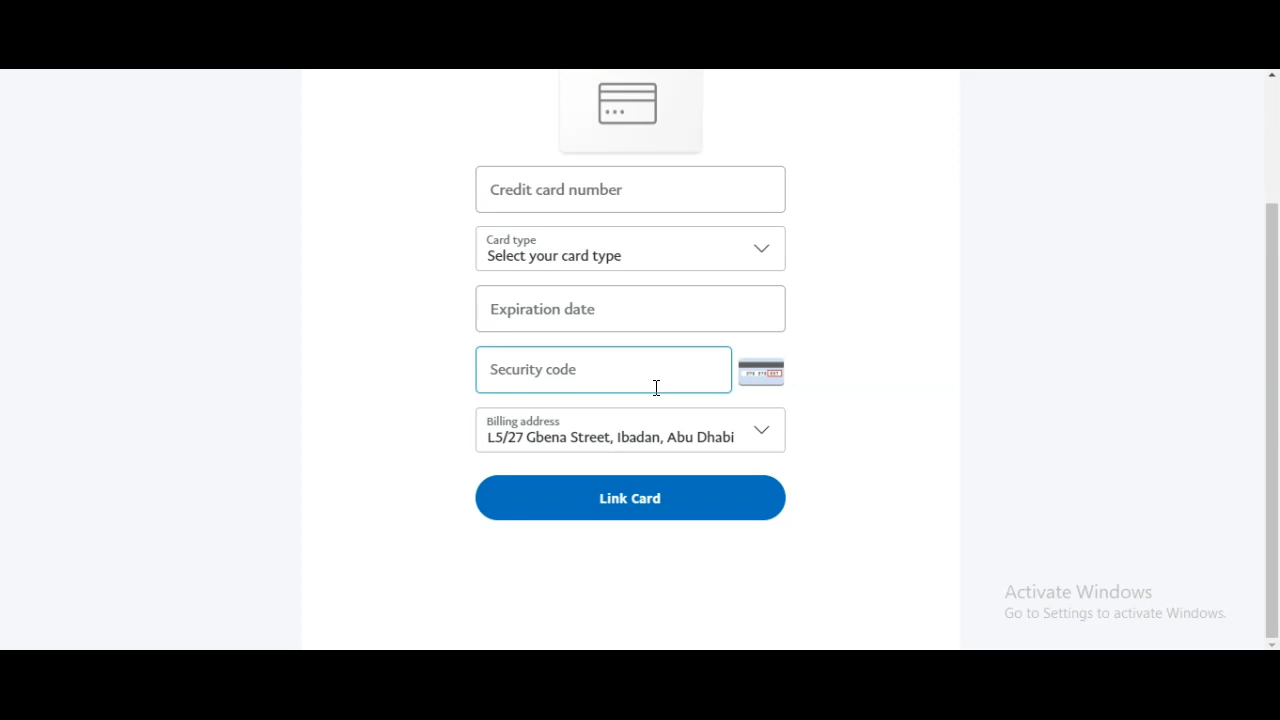 Credit card number
Card type
Select your card type
Expiration date
Security code
Billing address
L5/27 Gbena Street, Ibadan, Abu Dhabi
Link Card
Activate Windows
Go to Settings to activate Windows.